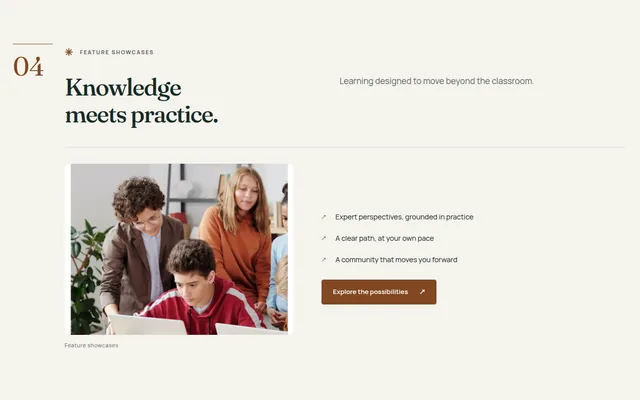 04
FEATURE SHOWCASES
Knowledge
meets practice.
Learning designed to move beyond the classroom.
Expert perspectives, grounded in practice
A clear path, at your own pace
A community that moves you forward
Explore the possibilities
Feature showcases